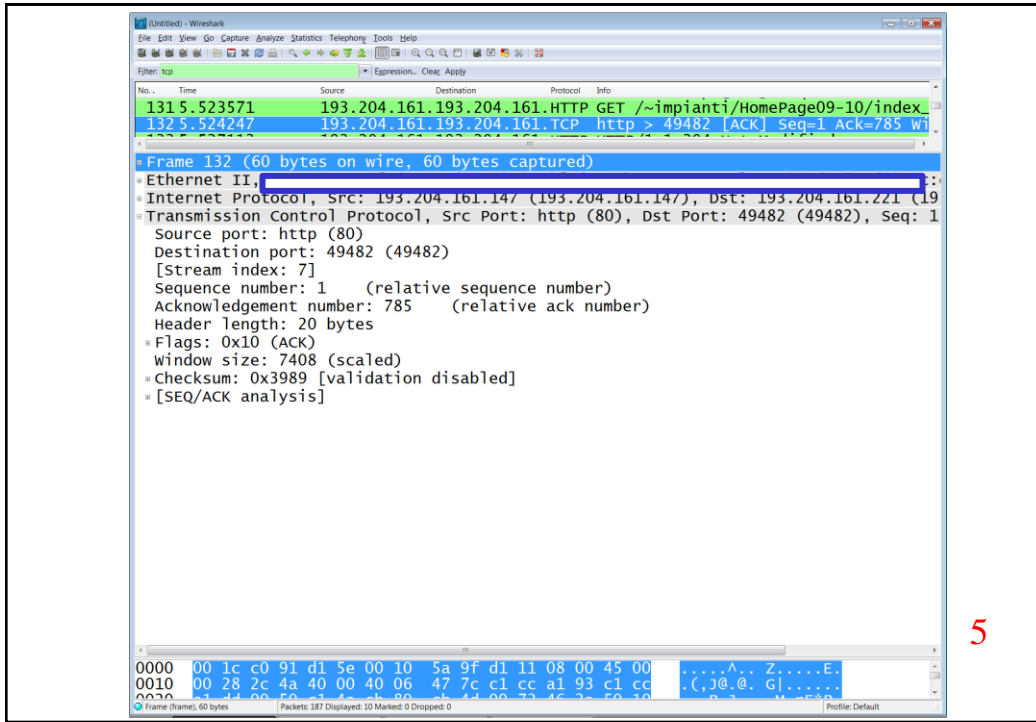 (Untitled) - Wireshark
File Edit View Go Capture Analyze Statistics Telephony Tools Help
Filter: tcp Expression... Clear Apply
No. . Time Source Destination Protocol Info
131 5.523571 193.204.161.193.204.161.HTTP GET /~impianti/HomePage09-10/index_
132 5.524247 193.204.161.193.204.161.TCP http > 49482 [ACK] Seq=1 Ack=785 Wi
Frame 132 (60 bytes on wire, 60 bytes captured)
Ethernet II,
Internet Protocol, Src: 193.204.161.147 (193.204.161.147), Dst: 193.204.161.221 (19
Transmission Control Protocol, Src Port: http (80), Dst Port: 49482 (49482), Seq: 1
Source port: http (80)
Destination port: 49482 (49482)
[Stream index: 7]
Sequence number: 1 (relative sequence number)
Acknowledgement number: 785 (relative ack number)
Header length: 20 bytes
Flags: 0x10 (ACK)
Window size: 7408 (scaled)
Checksum: 0x3989 [validation disabled]
[SEQ/ACK analysis]
5
0000 00 1c c0 91 d1 5e 00 10 5a 9f d1 11 08 00 45 00 .....^.. Z.....E.
0010 00 28 2c 4a 40 00 40 06 47 7c c1 cc a1 93 c1 cc .(,J@.@. G|......
Frame (frame), 60 bytes Packets: 187 Displayed: 10 Marked: 0 Dropped: 0 Profile: Default